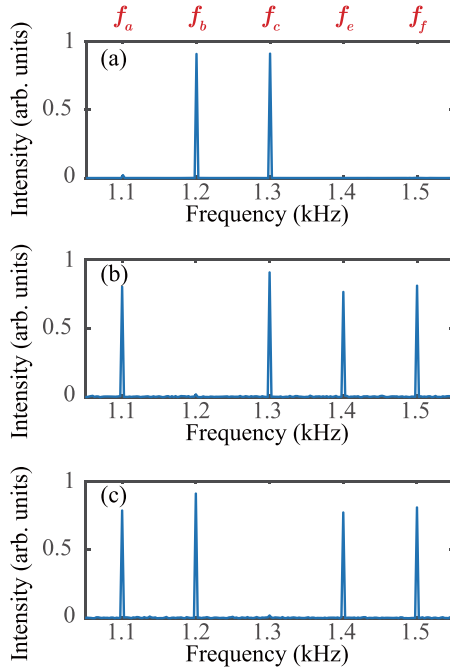 f_a f_b f_c f_e f_f
Intensity (arb. units)
1
0.5
0
(a)
1.1 1.2 1.3 1.4 1.5
Frequency (kHz)
Intensity (arb. units)
1
0.5
0
(b)
1.1 1.2 1.3 1.4 1.5
Frequency (kHz)
Intensity (arb. units)
1
0.5
0
(c)
1.1 1.2 1.3 1.4 1.5
Frequency (kHz)